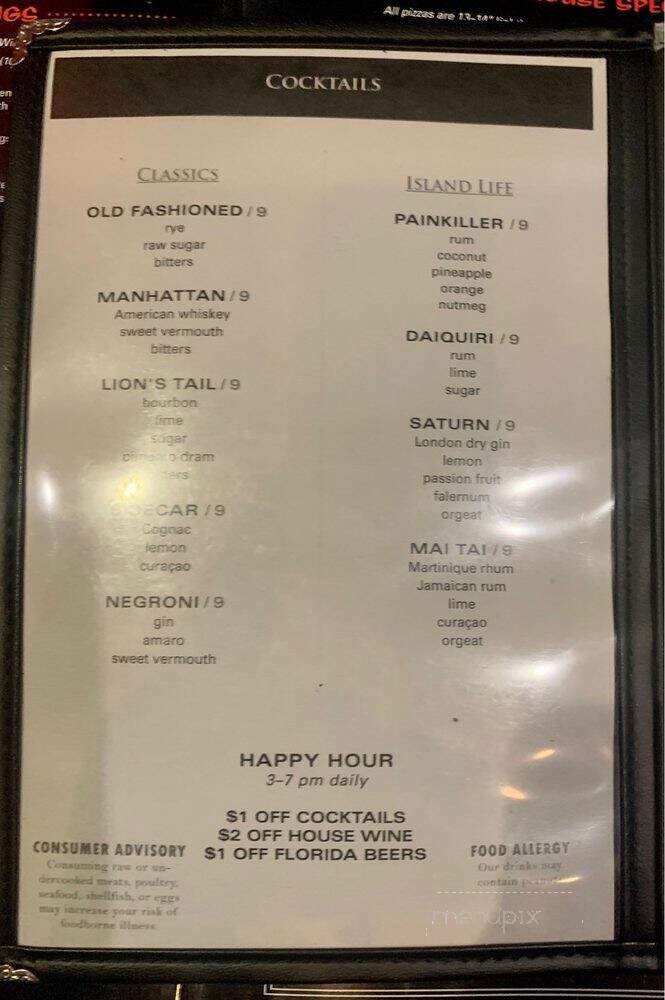 GS
All pizzas are 13-14"
COCKTAILS
CLASSICS
OLD FASHIONED / 9
rye
raw sugar
bitters
MANHATTAN / 9
American whiskey
sweet vermouth
bitters
LION'S TAIL / 9
bourbon
lime
sugar
dram
CAR / 9
Cognac
lemon
curaçao
NEGRONI / 9
gin
amaro
sweet vermouth
ISLAND LIFE
PAINKILLER / 9
rum
coconut
pineapple
orange
nutmeg
DAIQUIRI / 9
rum
lime
sugar
SATURN / 9
London dry gin
lemon
passion fruit
falernum
orgeat
MAI TAI / 9
Martinique rhum
Jamaican rum
lime
curaçao
orgeat
HAPPY HOUR
3–7 pm daily
$1 OFF COCKTAILS
$2 OFF HOUSE WINE
$1 OFF FLORIDA BEERS
CONSUMER ADVISORY
Consuming raw or un-
dercooked meats, poultry,
seafood, shellfish, or eggs
may increase your risk of
foodborne illness.
FOOD ALLERGY
Our drinks may
contain
menupix